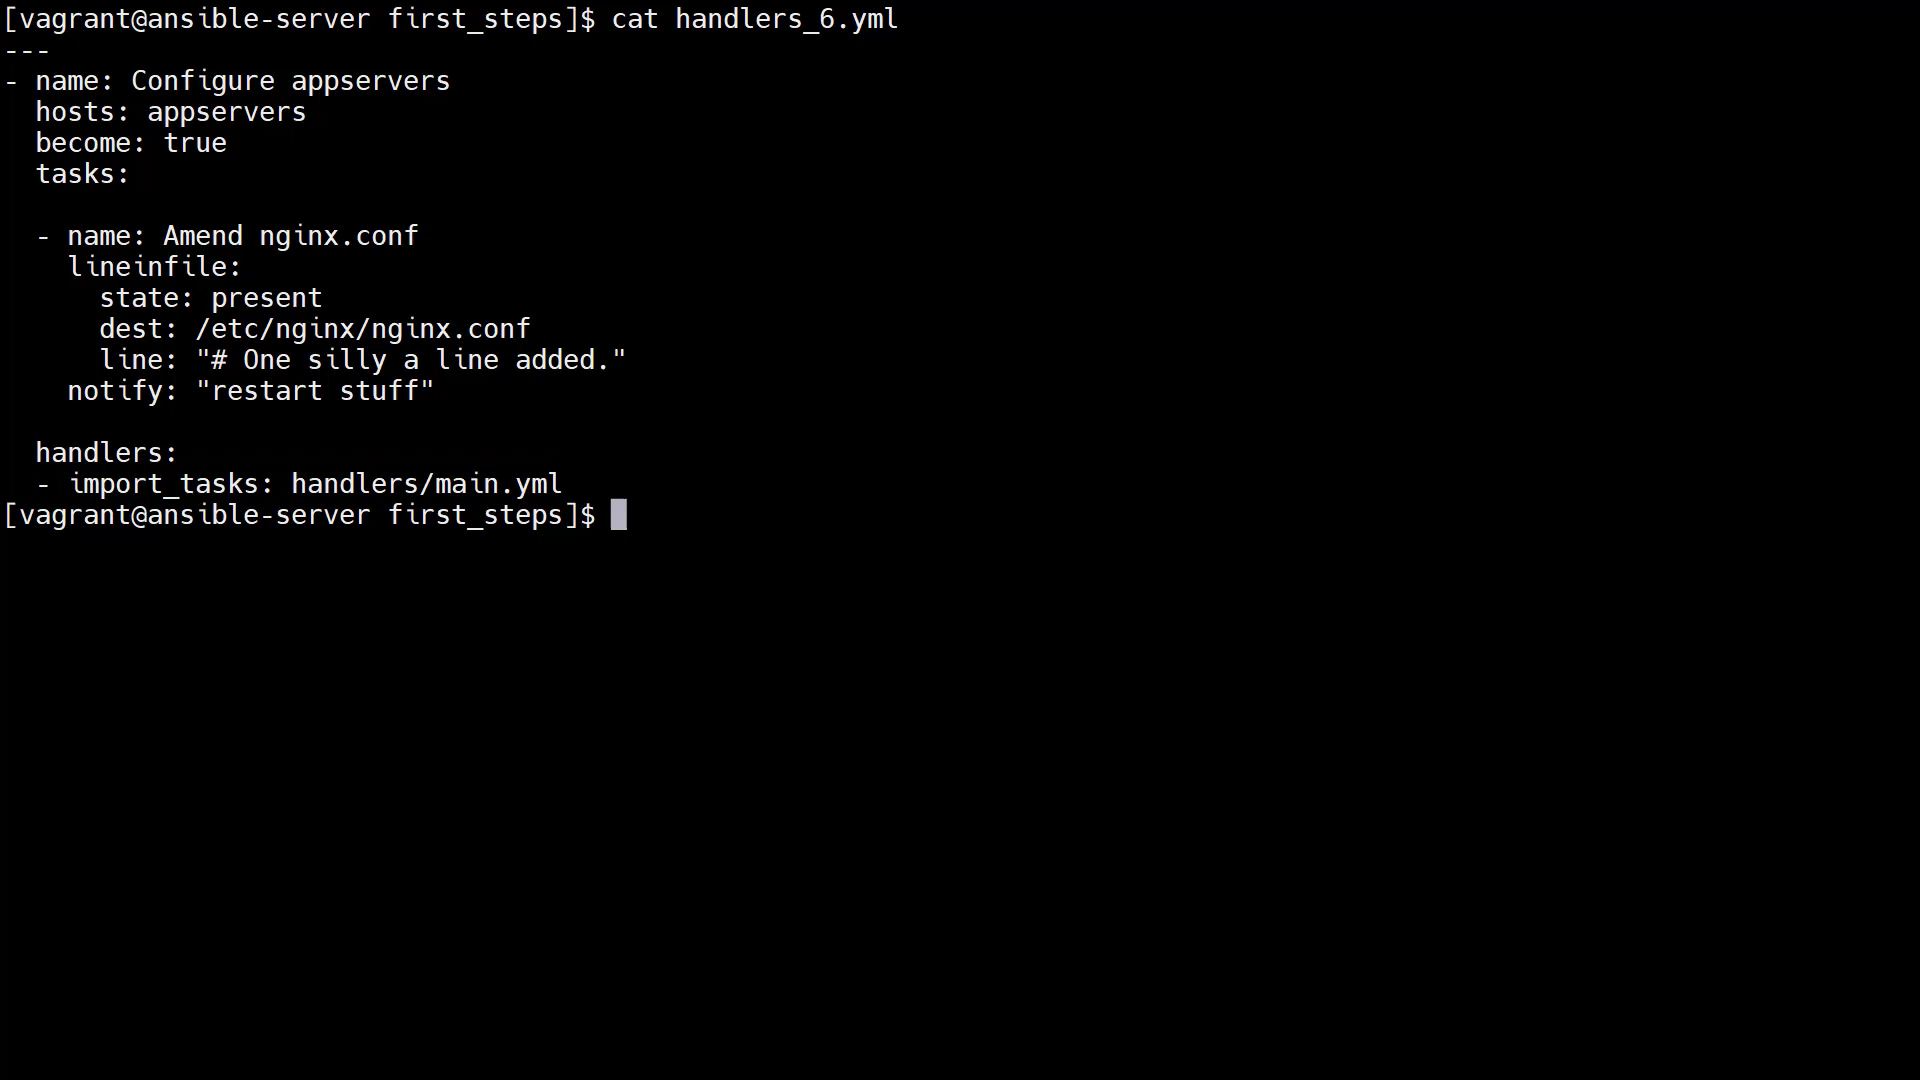 [vagrant@ansible-server first_steps]$ cat handlers_6.yml
---
- name: Configure appservers
  hosts: appservers
  become: true
  tasks:

  - name: Amend nginx.conf
    lineinfile:
      state: present
      dest: /etc/nginx/nginx.conf
      line: "# One silly a line added."
    notify: "restart stuff"

  handlers:
  - import_tasks: handlers/main.yml
[vagrant@ansible-server first_steps]$